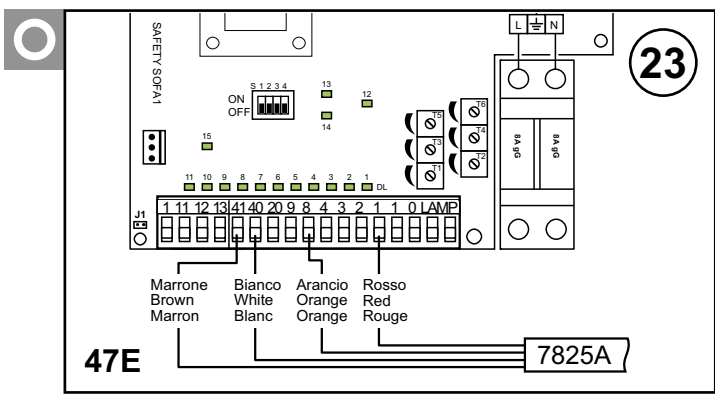 O
L N
23
SAFETY SOFA1
S 1 2 3 4
ON
OFF
13
12
14
15
T5
T6
T3
T4
T1
T2
8A gG
8A gG
11 10 9 8 7 6 5 4 3 2 1 DL
J1
1 11 12 13 41 40 20 9 8 4 3 2 1 1 0 LAMP
Marrone Bianco Arancio Rosso
Brown White Orange Red
Marron Blanc Orange Rouge
47E
7825A